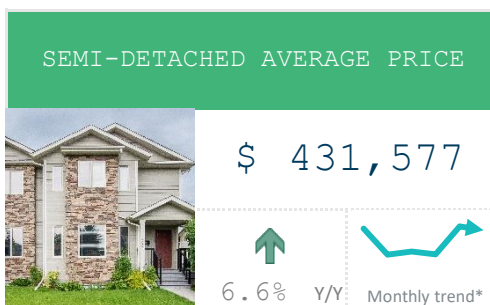 SEMI-DETACHED AVERAGE PRICE
$ 431,577
6.6% Y/Y
Monthly trend*